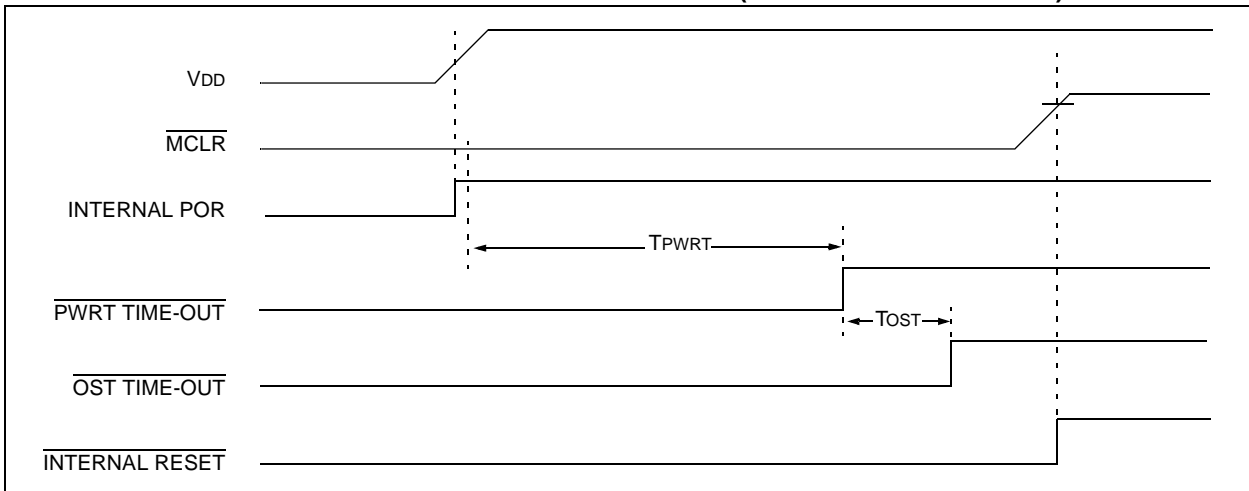 VDD
MCLR
INTERNAL POR
TPWRT
PWRT TIME-OUT
TOST
OST TIME-OUT
INTERNAL RESET